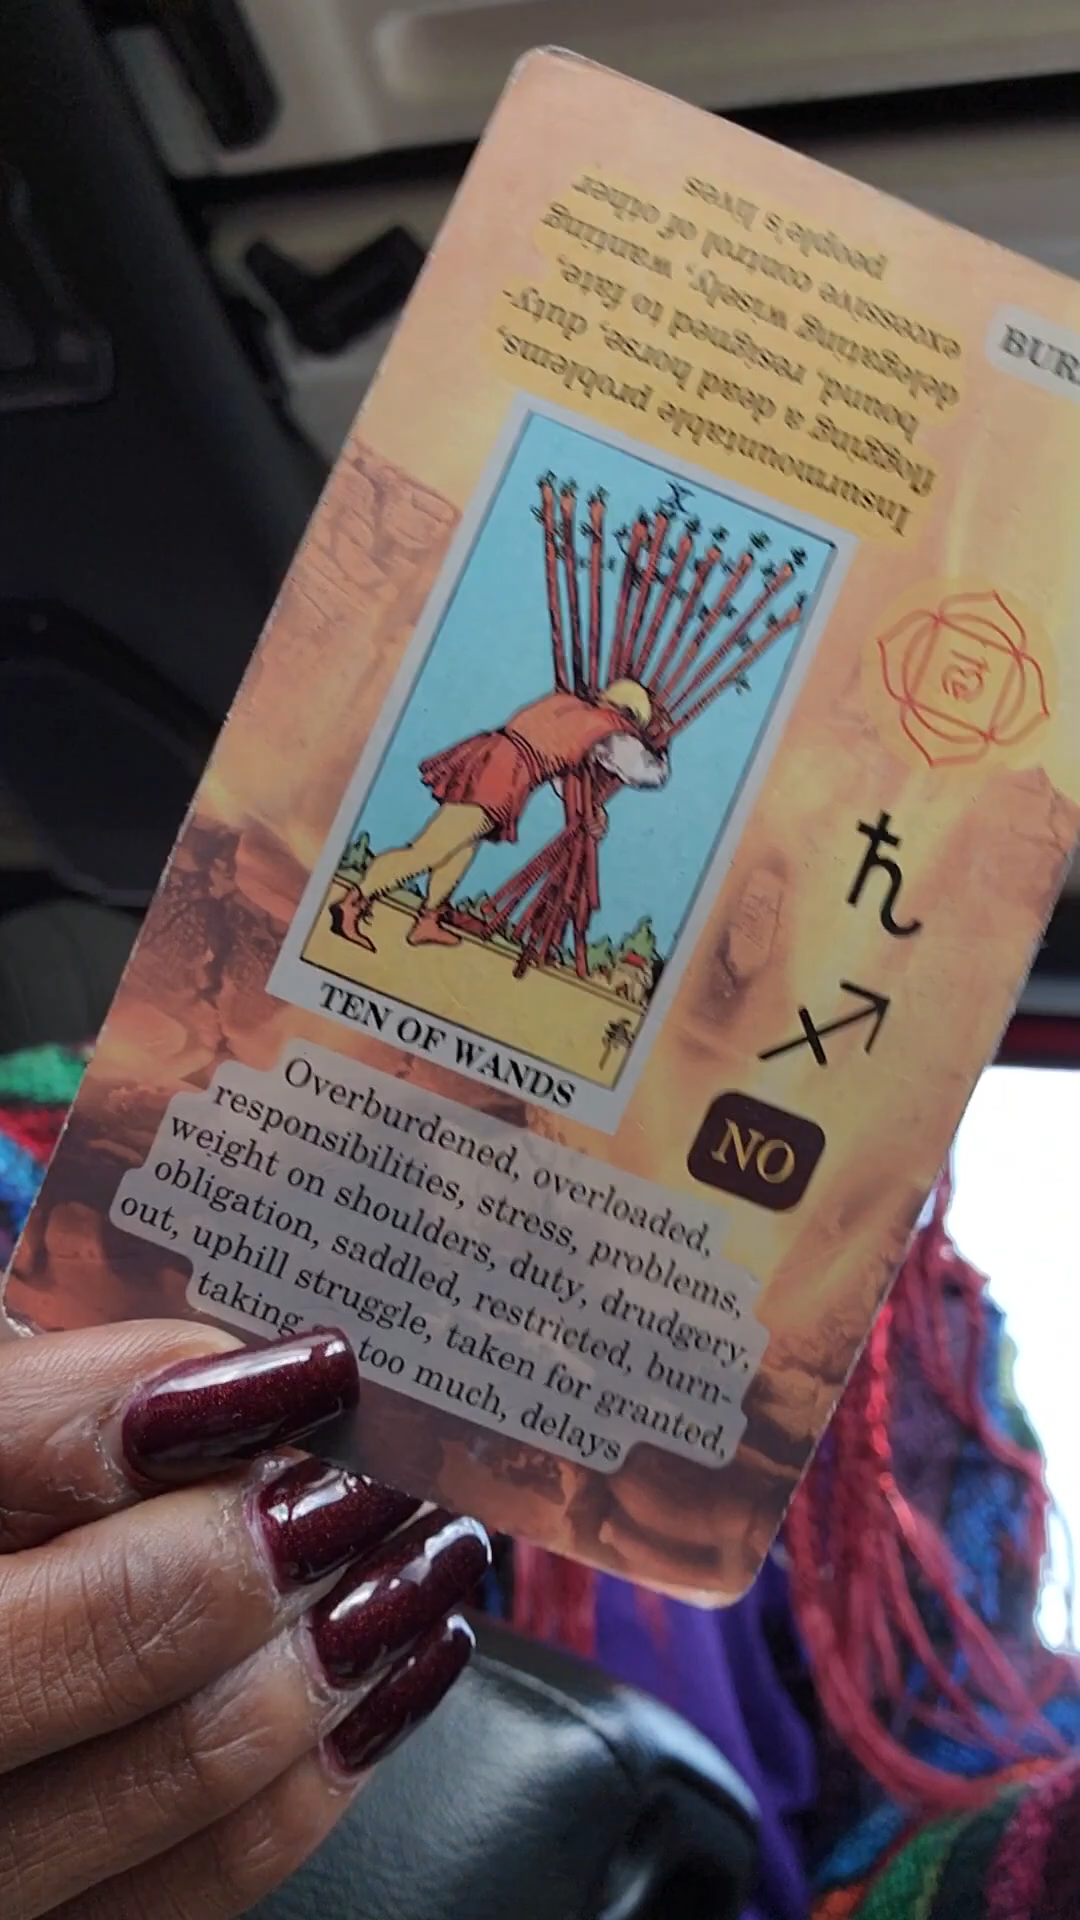 Insurmountable problems,
flogging a dead horse, duty-
bound, resigned to fate,
delegating wisely, wanting
excessive control of other
people's lives
BUR
X
लं
♄
♐
TEN OF WANDS
NO
Overburdened, overloaded,
responsibilities, stress, problems,
weight on shoulders, duty, drudgery,
obligation, saddled, restricted, burn-
out, uphill struggle, taken for granted,
taking too much, delays